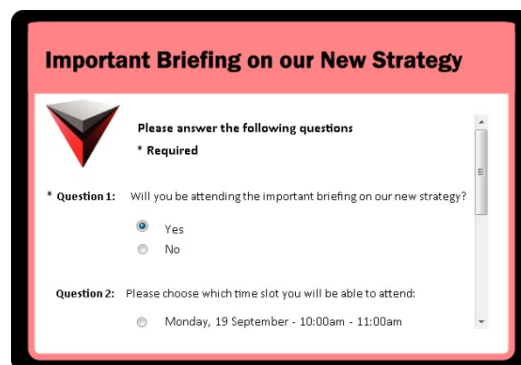 Important Briefing on our New Strategy
Please answer the following questions
* Required
* Question 1: Will you be attending the important briefing on our new strategy?
Yes
No
Question 2: Please choose which time slot you will be able to attend:
Monday, 19 September - 10:00am - 11:00am